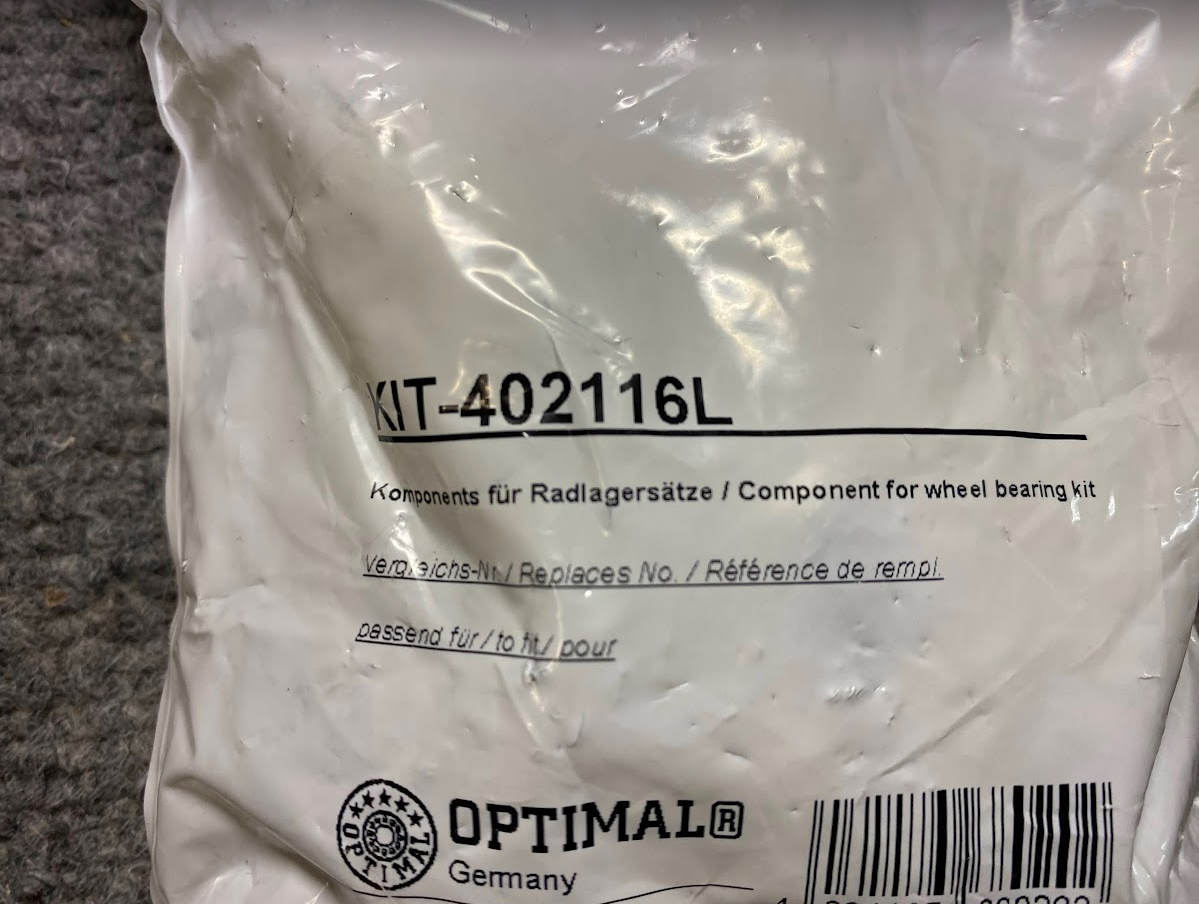 KIT-402116L
Komponents für Radlagersätze / Component for wheel bearing kit
Vergleichs-Nr. / Replaces No. / Référence de rempl.
passend für / to fit / pour
OPTIMAL
OPTIMAL®
Germany